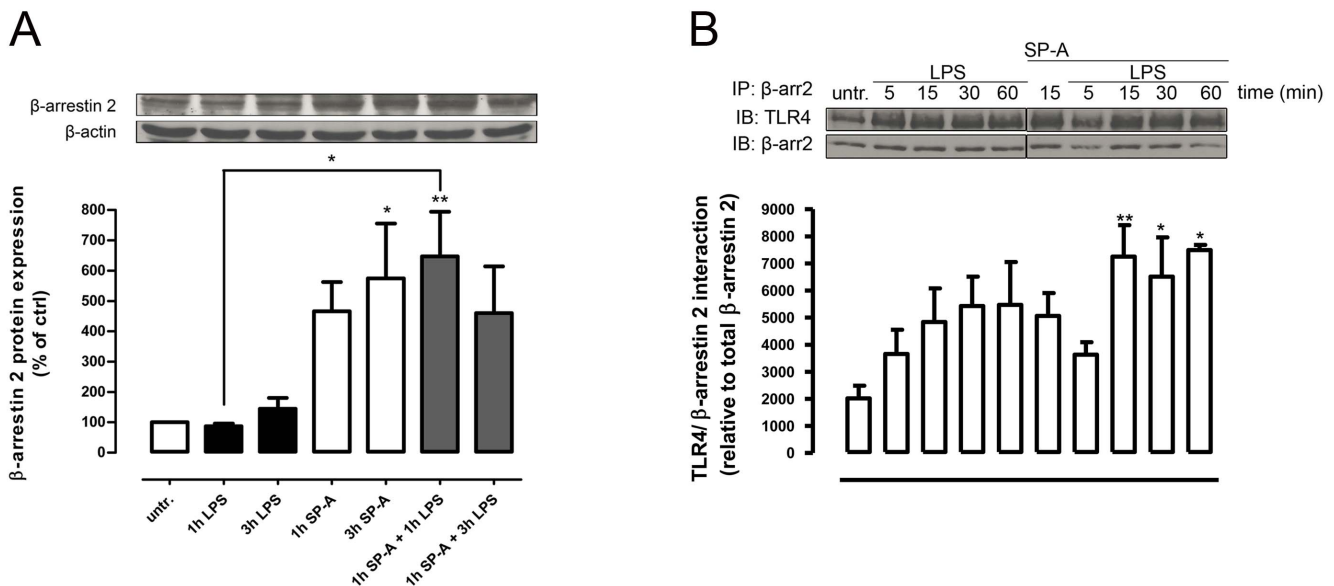 A
β-arrestin 2
β-actin
*
* **
800
700
600
500
400
300
200
100
0
β-arrestin 2 protein expression
(% of ctrl)
untr.
1h LPS
3h LPS
1h SP-A
3h SP-A
1h SP-A + 1h LPS
1h SP-A + 3h LPS
B
SP-A
LPS LPS
IP: β-arr2 untr. 5 15 30 60 15 5 15 30 60 time (min)
IB: TLR4
IB: β-arr2
9000
8000
7000
6000
5000
4000
3000
2000
1000
0
** * *
TLR4/ β-arrestin 2 interaction
(relative to total β-arrestin 2)